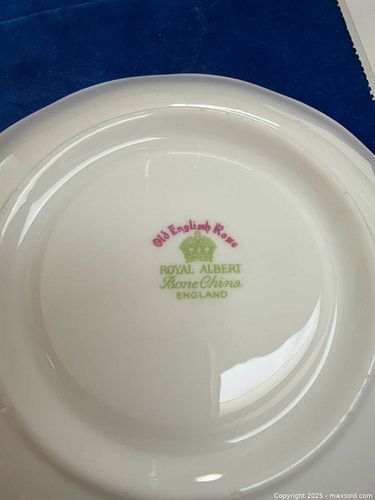 Old English Rose
ROYAL ALBERT
Bone China
ENGLAND
Copyright © 2025 - maxsold.com